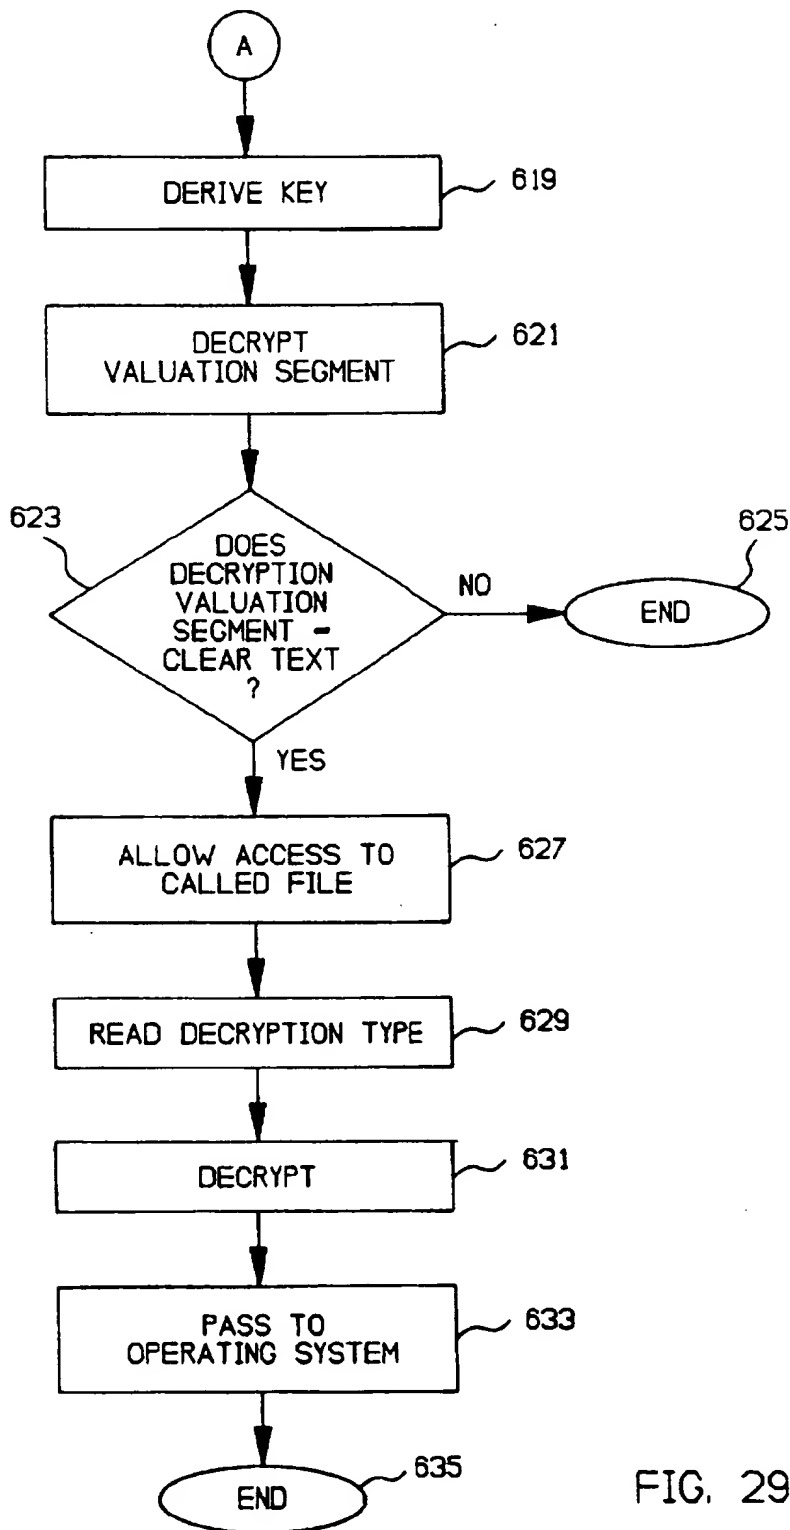 A
DERIVE KEY
619
DECRYPT
VALUATION SEGMENT
621
623
DOES
DECRYPTION
VALUATION
SEGMENT -
CLEAR TEXT
?
NO
625
END
YES
ALLOW ACCESS TO
CALLED FILE
627
READ DECRYPTION TYPE
629
DECRYPT
631
PASS TO
OPERATING SYSTEM
633
END
635
FIG. 29